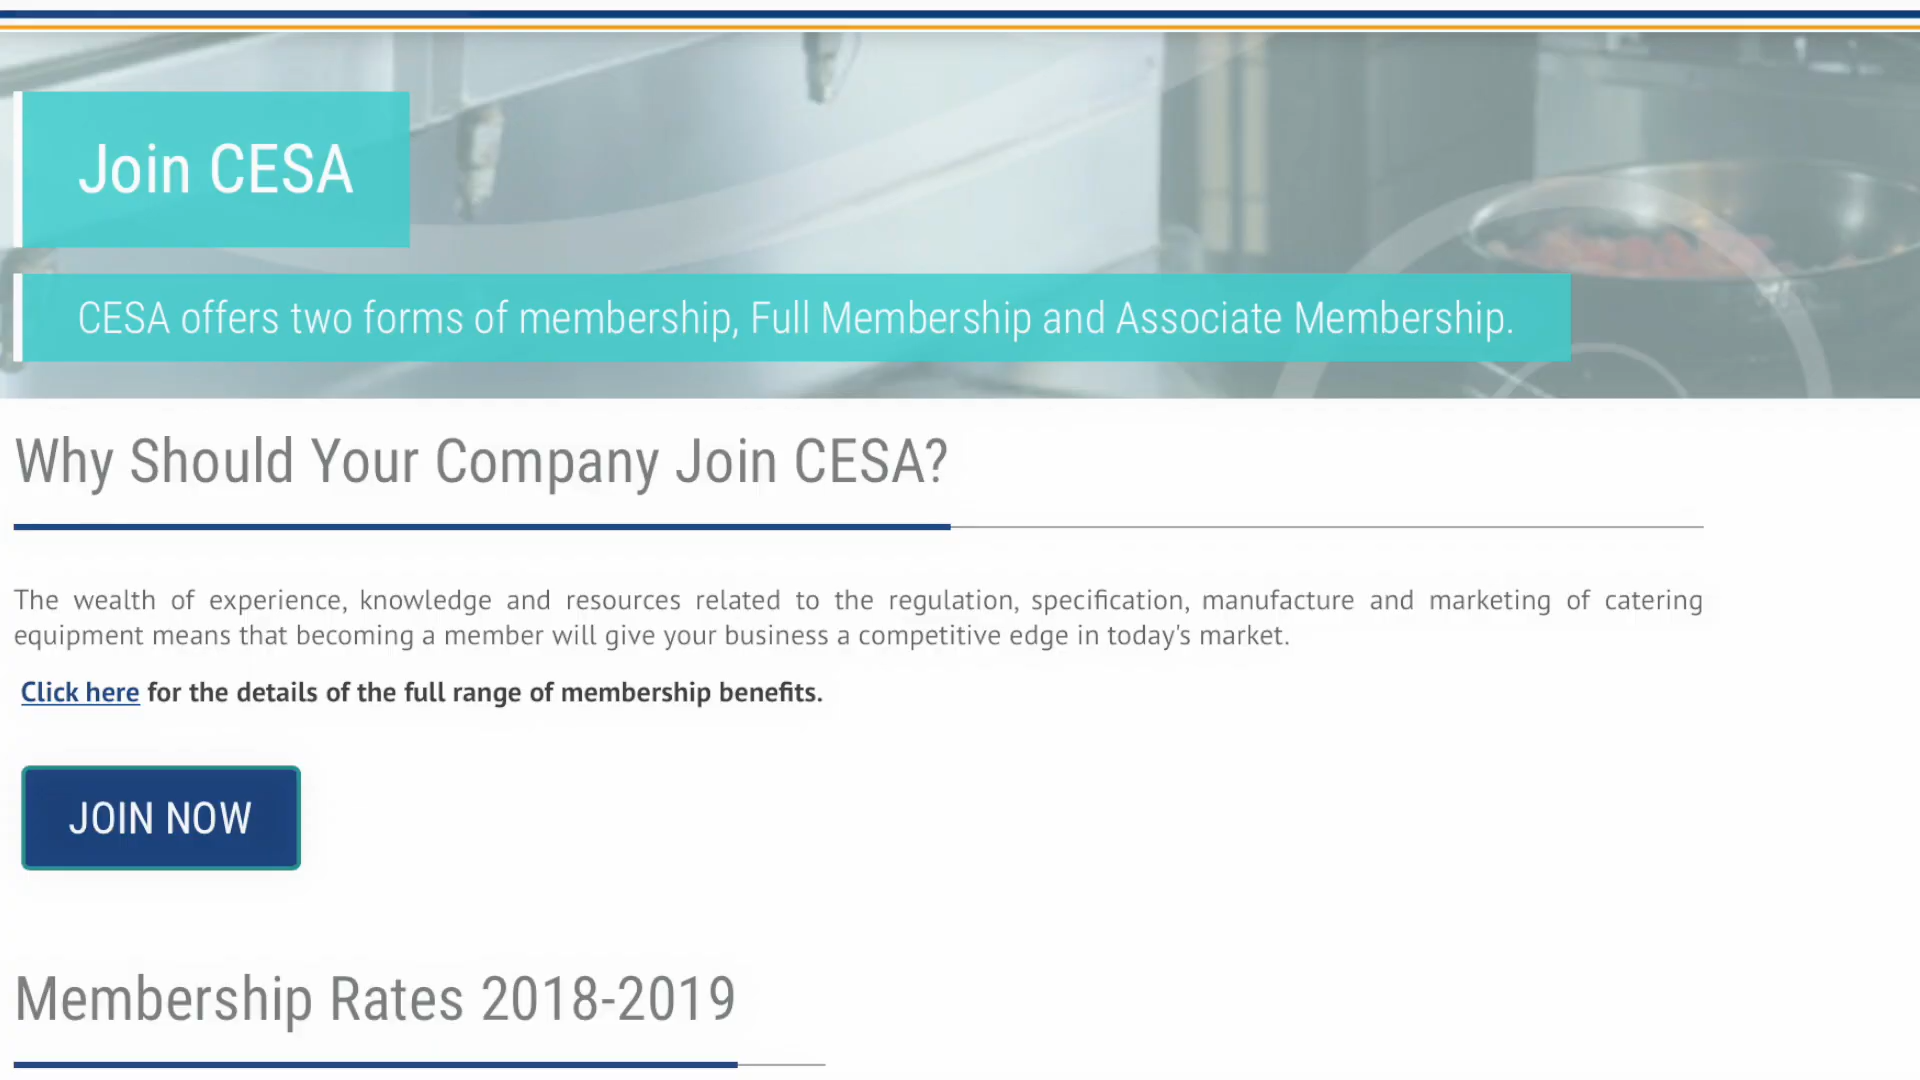 Join CESA
CESA offers two forms of membership, Full Membership and Associate Membership.
Why Should Your Company Join CESA?
The wealth of experience, knowledge and resources related to the regulation, specification, manufacture and marketing of catering
equipment means that becoming a member will give your business a competitive edge in today's market.
Click here for the details of the full range of membership benefits.
JOIN NOW
Membership Rates 2018-2019